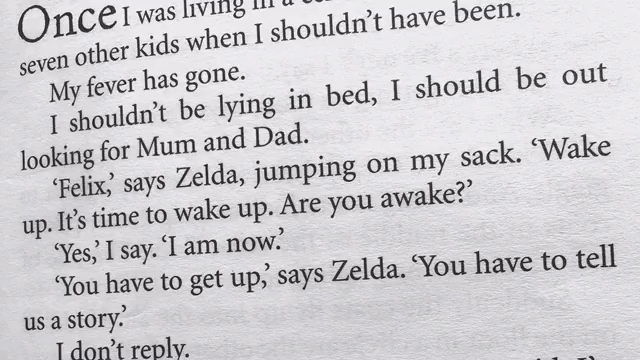 Once I was living in a
seven other kids when I shouldn't have been.
My fever has gone.
I shouldn't be lying in bed, I should be out
looking for Mum and Dad.
'Felix,' says Zelda, jumping on my sack. 'Wake
up. It's time to wake up. Are you awake?'
'Yes,' I say. 'I am now.'
'You have to get up,' says Zelda. 'You have to tell
us a story.'
I don't reply.